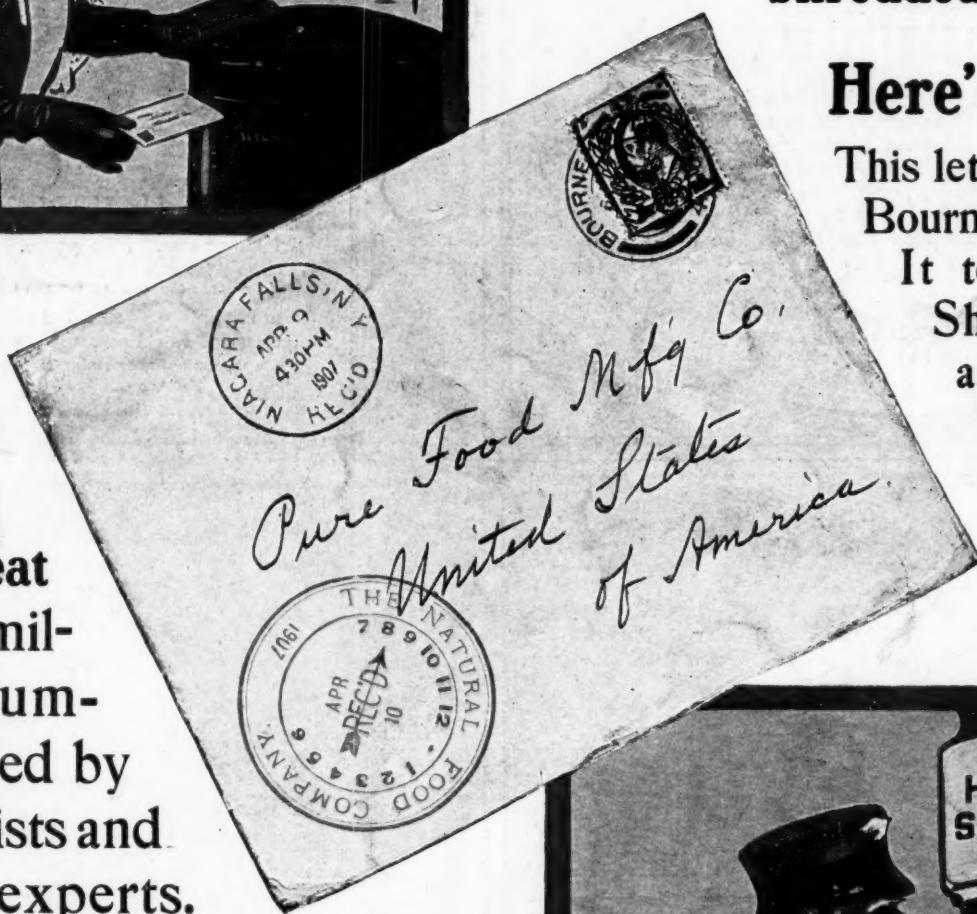 Shredded
Here'
This let
Bourn
It t
Sh
a
BOURNE
NIAGARA FALLS, N.Y.
APR 9
430 PM
1907
REC'D
Pure Food Mfg Co.
United States
of America.
THE NATURAL FOOD COMPANY.
1907
7 8 9 10 11 12 · 1 2 3 4 5 6
APR
REC'D
10
eat
mil-
um-
ed by
ists and
experts.
H
S